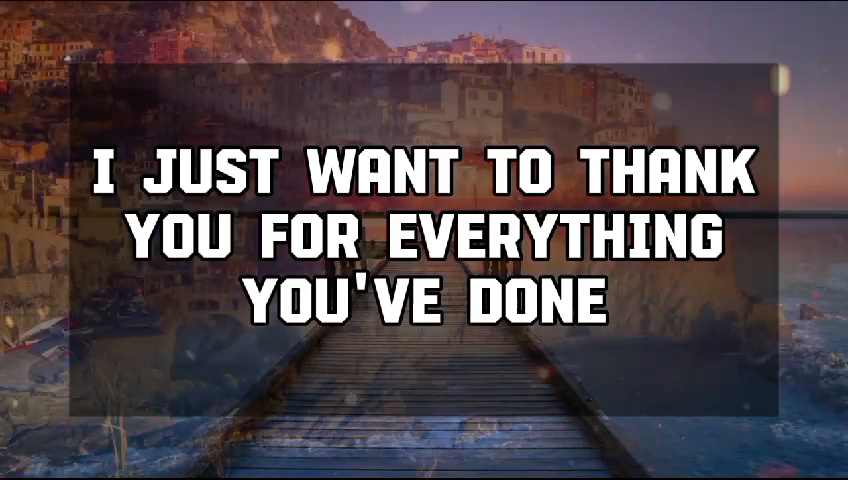 I JUST WANT TO THANK
YOU FOR EVERYTHING
YOU'VE DONE